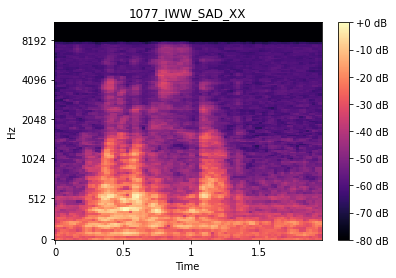 1077_IWW_SAD_XX
+0 dB
8192
-10 dB
4096
-20 dB
-30 dB
2048
Hz
-40 dB
1024
-50 dB
512
-60 dB
-70 dB
0
-80 dB
0 0.5 1 1.5
Time